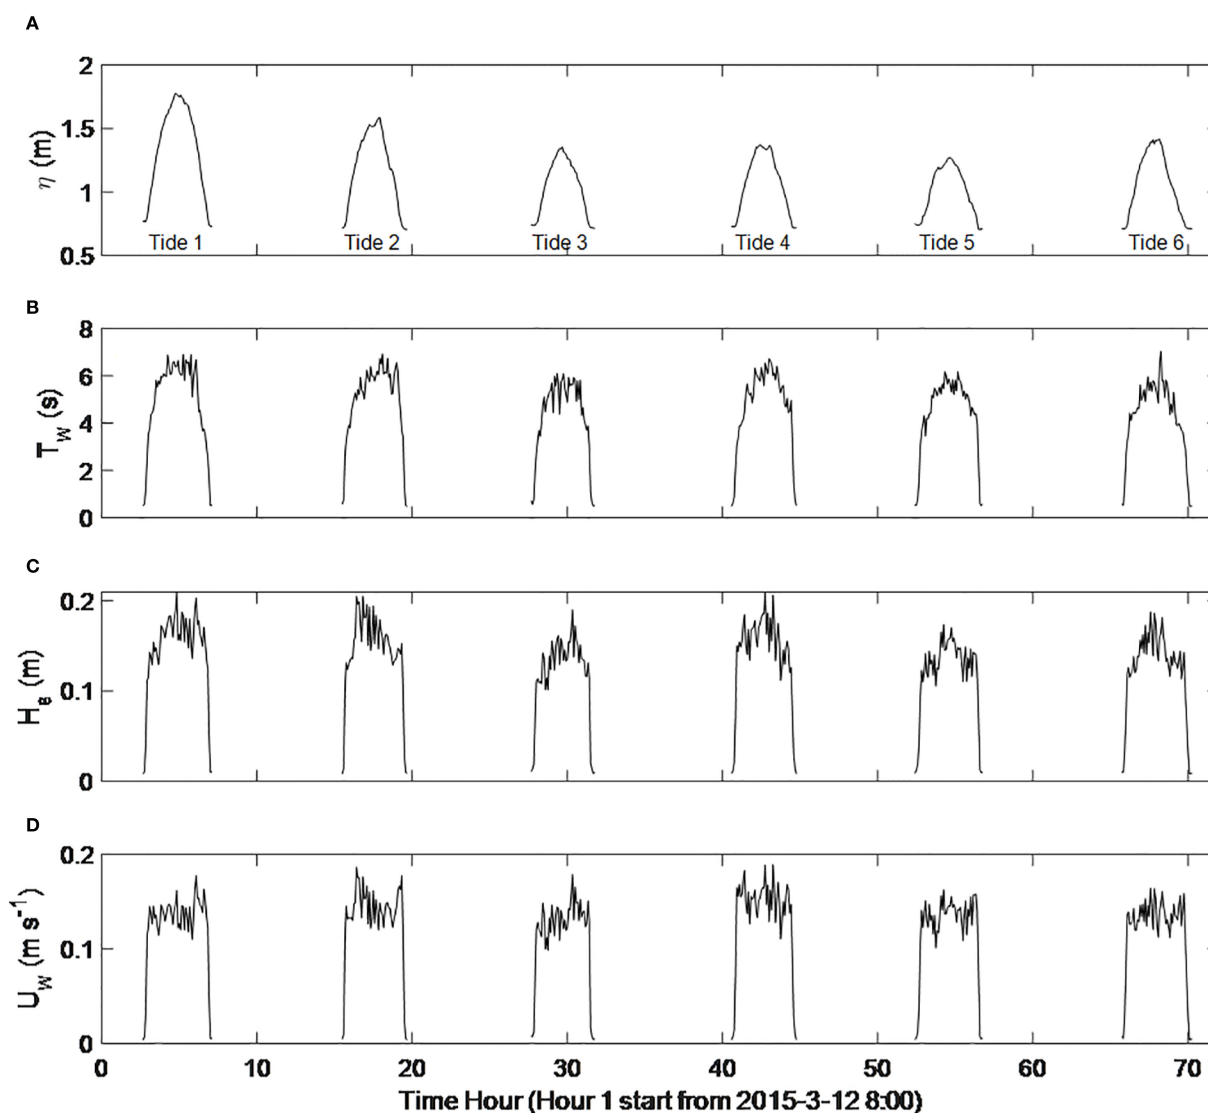 A
2
1.5
1
0.5
η (m)
Tide 1 Tide 2 Tide 3 Tide 4 Tide 5 Tide 6
B
8
6
4
2
0
T_W (s)
C
0.2
0.1
0
H_s (m)
D
0.2
0.1
0
U_W (m s⁻¹)
0 10 20 30 40 50 60 70
Time Hour (Hour 1 start from 2015-3-12 8:00)